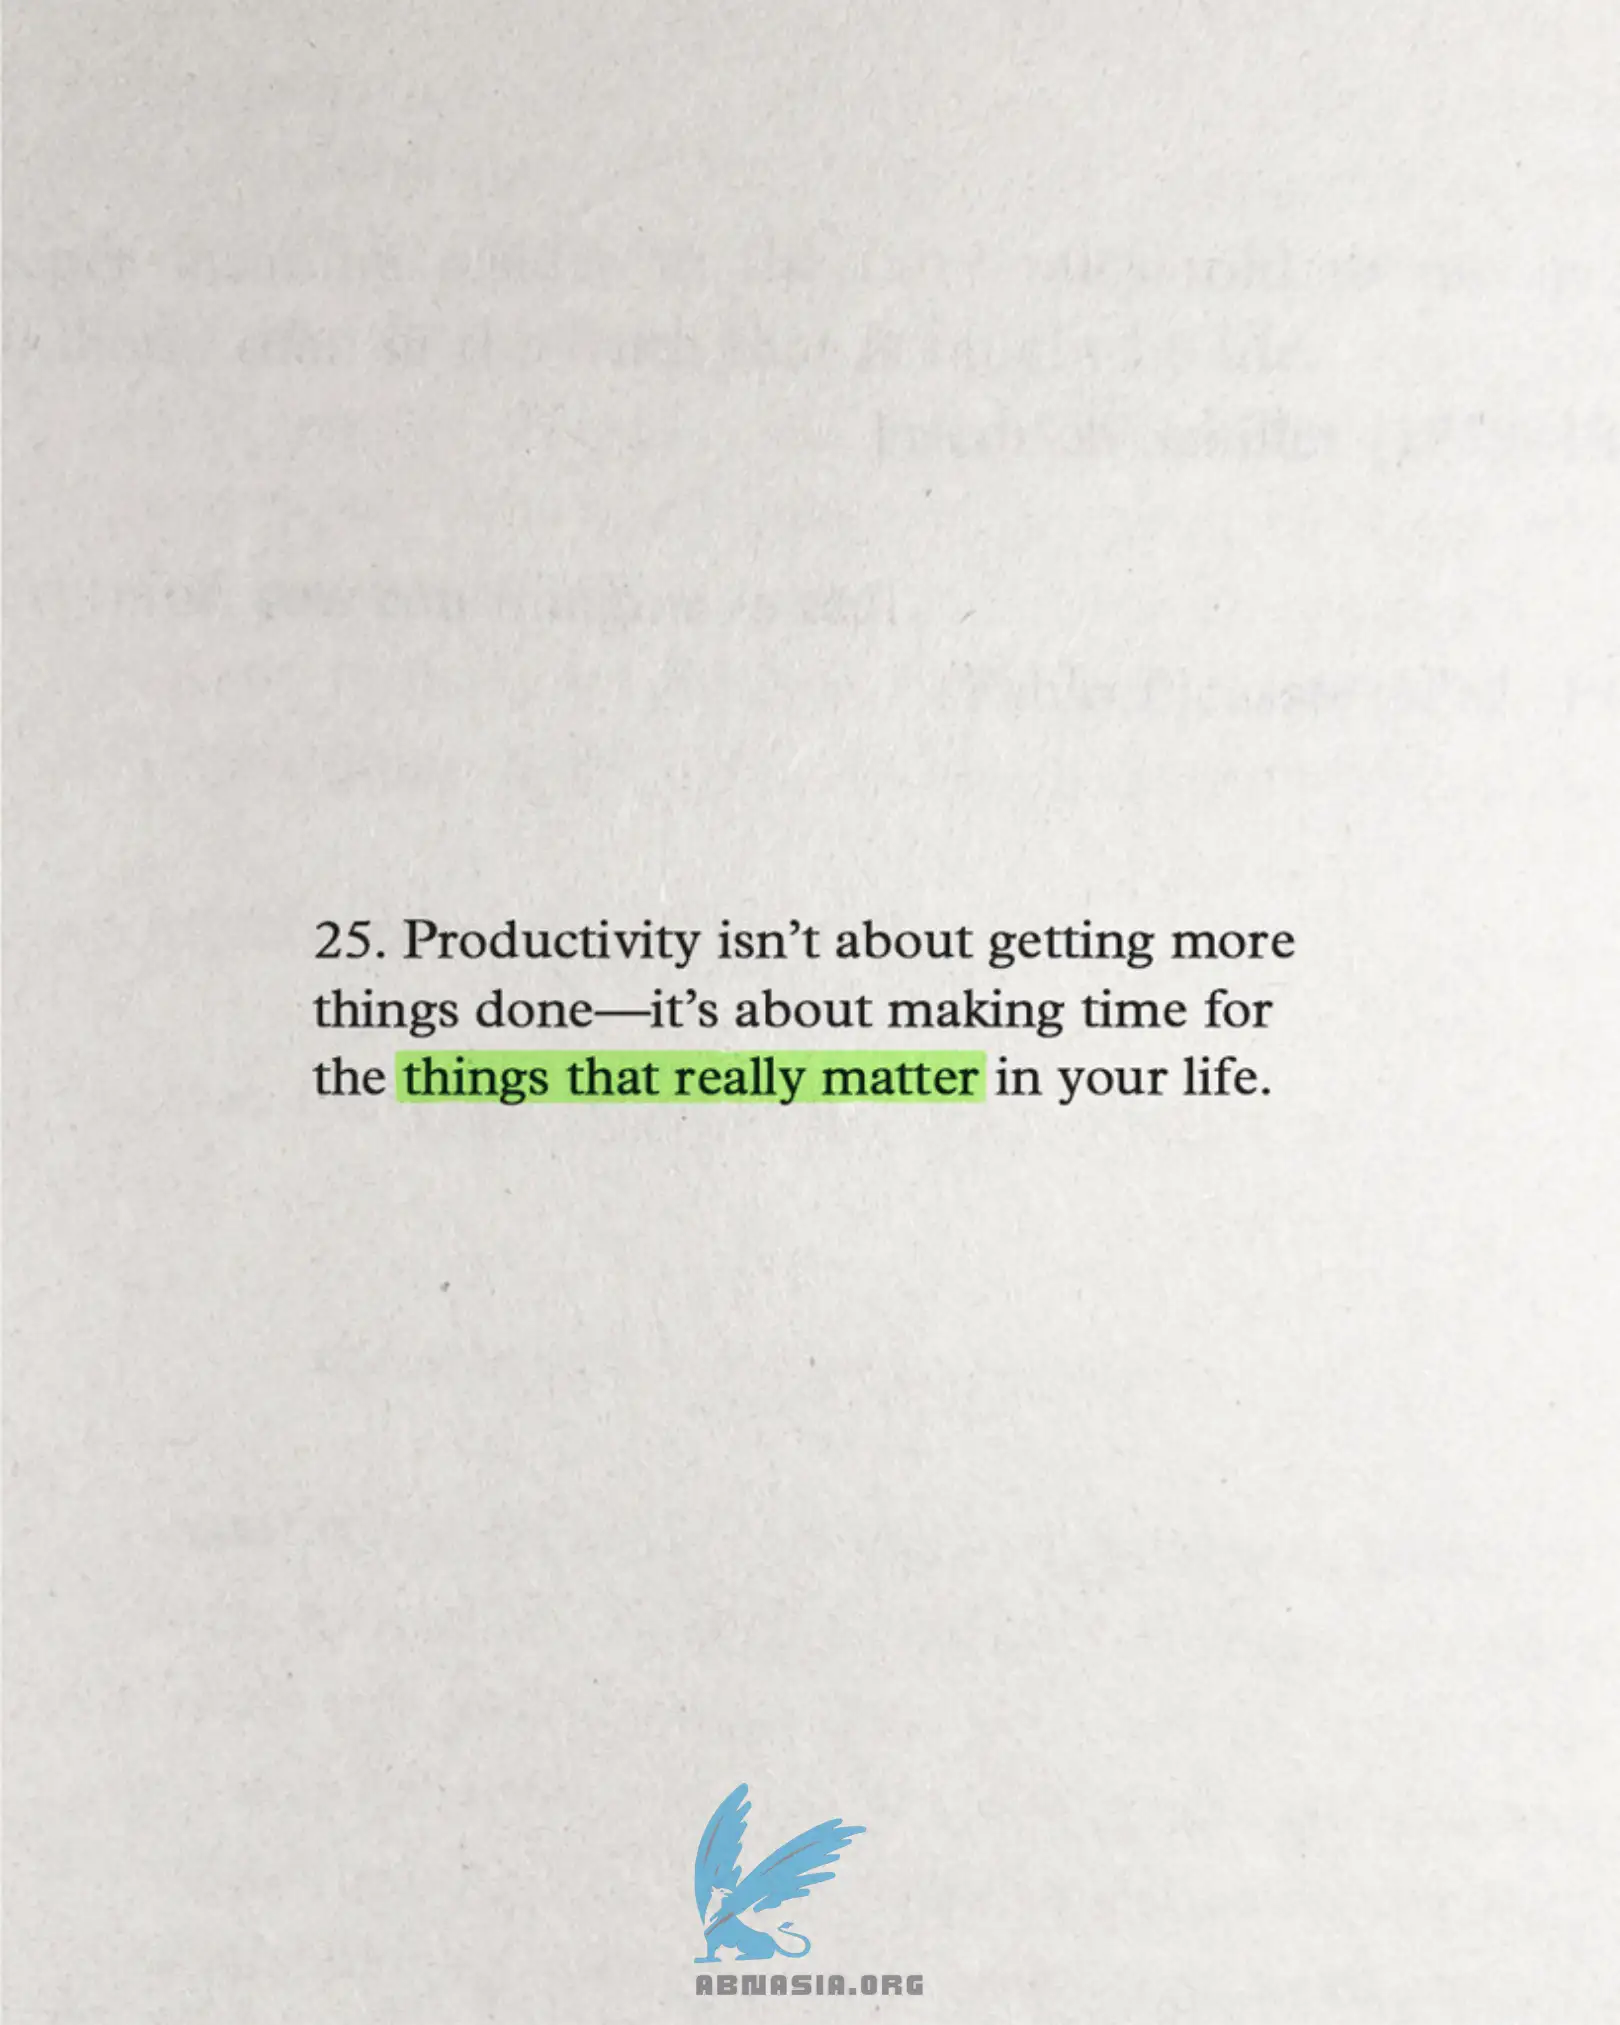 25. Productivity isn’t about getting more
things done—it’s about making time for
the things that really matter in your life.
ABNASIA.ORG